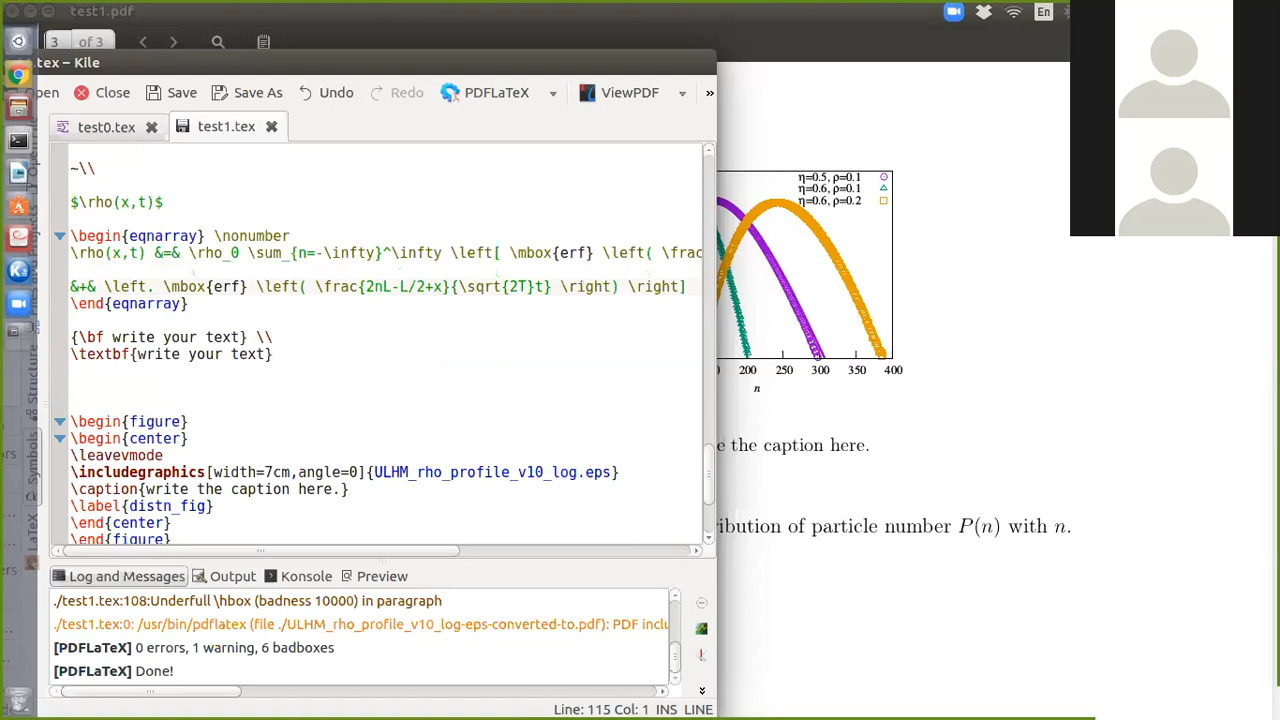 test1.pdf
En
3 of 3
.tex – Kile
pen Close Save Save As Undo Redo PDFLaTeX ViewPDF »
test0.tex test1.tex
~\\
$\rho(x,t)$
\begin{eqnarray} \nonumber
\rho(x,t) &=& \rho_0 \sum_{n=-\infty}^\infty \left[ \mbox{erf} \left( \frac
&+& \left. \mbox{erf} \left( \frac{2nL-L/2+x}{\sqrt{2T}t} \right) \right]
\end{eqnarray}
{\bf write your text} \\
\textbf{write your text}
\begin{figure}
\begin{center}
\leavevmode
\includegraphics[width=7cm,angle=0]{ULHM_rho_profile_v10_log.eps}
\caption{write the caption here.}
\label{distn_fig}
\end{center}
\end{figure}
Structure
Symbols
LaTeX
Log and Messages Output Konsole Preview
./test1.tex:108:Underfull \hbox (badness 10000) in paragraph
./test1.tex:0: /usr/bin/pdflatex (file ./ULHM_rho_profile_v10_log-eps-converted-to.pdf): PDF inclu
[PDFLaTeX] 0 errors, 1 warning, 6 badboxes
[PDFLaTeX] Done!
Line: 115 Col: 1 INS LINE
η=0.5, ρ=0.1
η=0.6, ρ=0.1
η=0.6, ρ=0.2
0 200 250 300 350 400
n
e the caption here.
ribution of particle number P(n) with n.